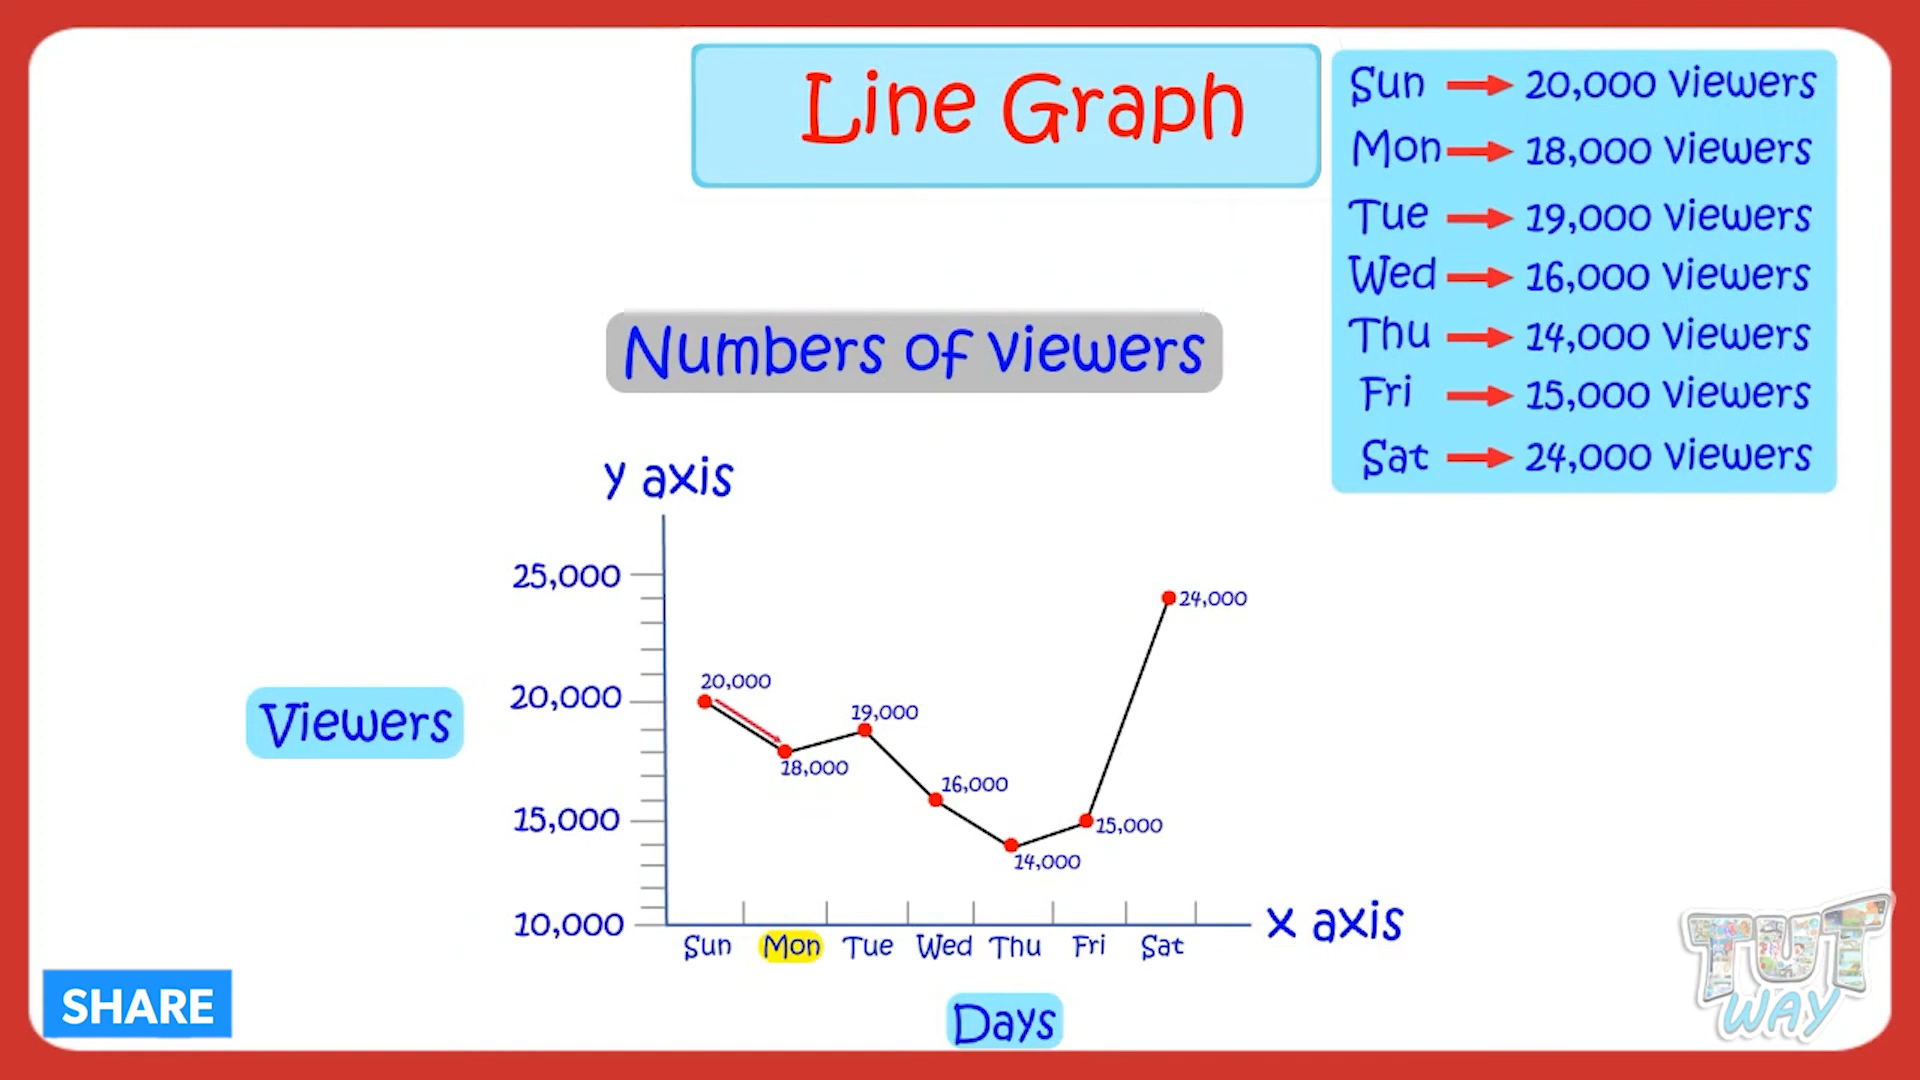 Line Graph
Sun 20,000 Viewers
Mon 18,000 Viewers
Tue 19,000 Viewers
Wed 16,000 Viewers
Thu 14,000 Viewers
Fri 15,000 Viewers
Sat 24,000 Viewers
Numbers of viewers
y axis
25,000
24,000
20,000
20,000
19,000
Viewers
18,000
16,000
15,000
15,000
14,000
10,000
x axis
Sun Mon Tue Wed Thu Fri Sat
Days
SHARE
TUT
WAY